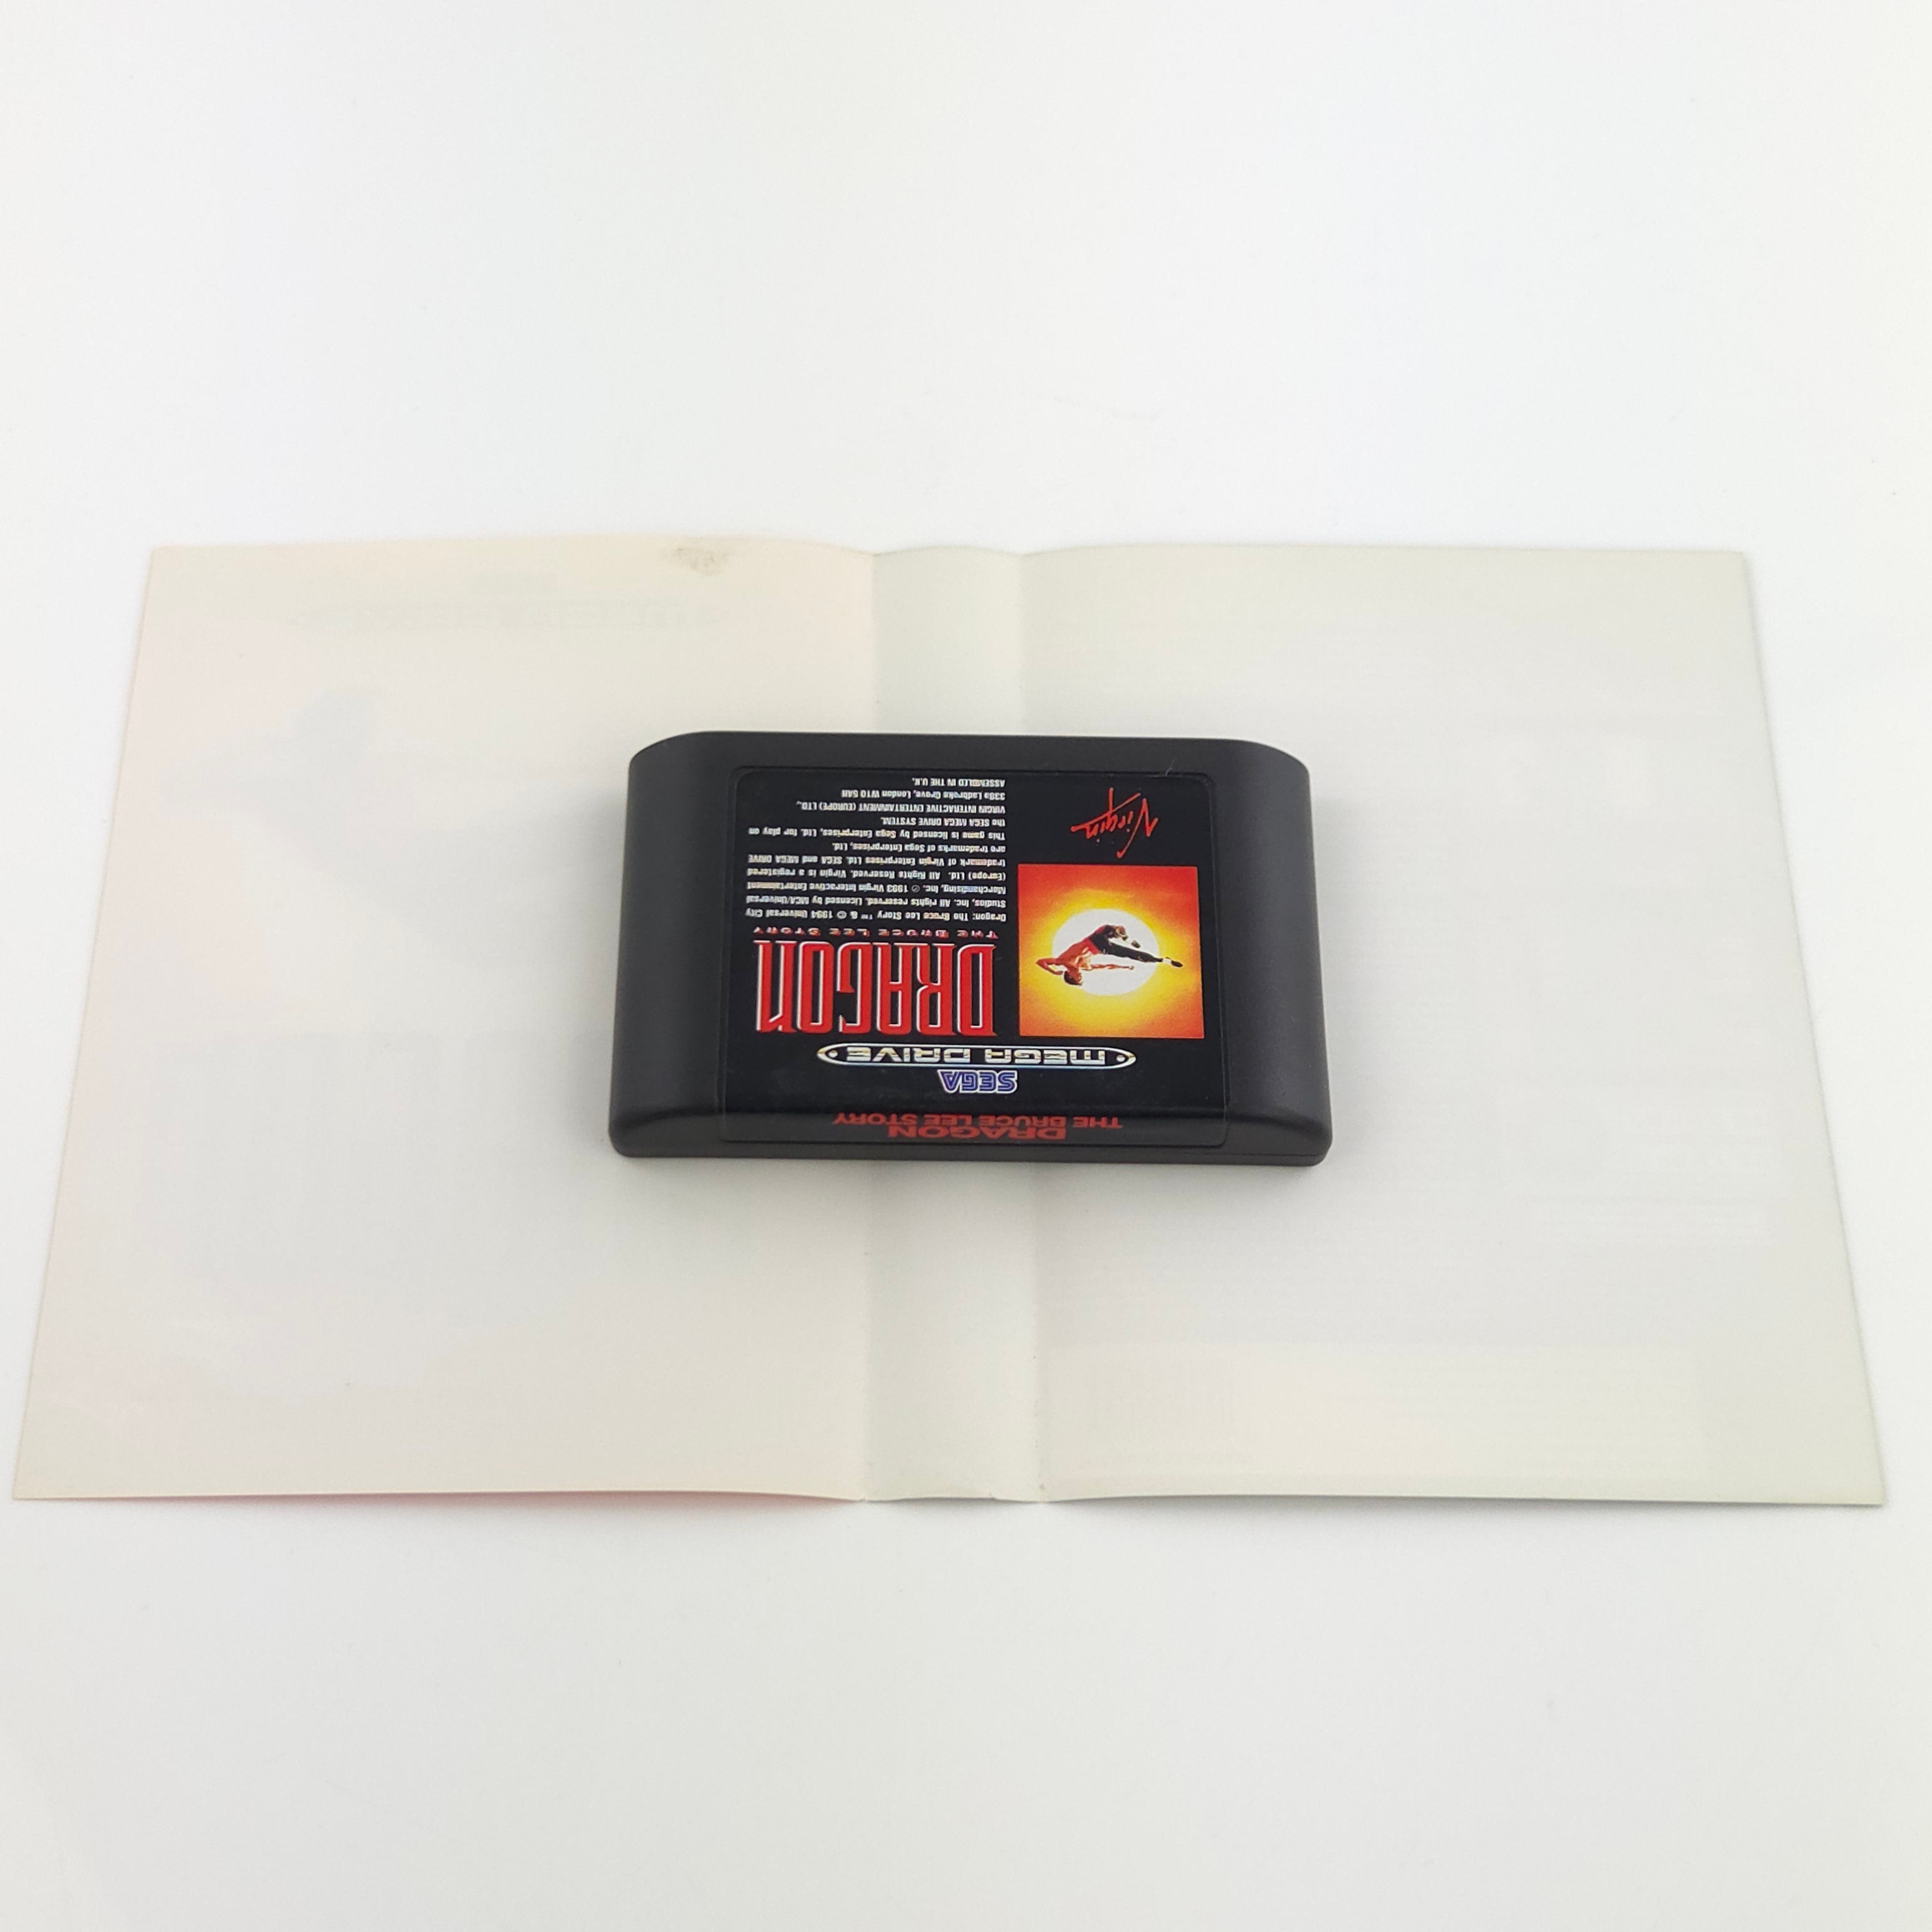 DRAGON
THE BRUCE LEE STORY
SEGA
MEGA DRIVE
DRAGON
THE BRUCE LEE STORY
Dragon: The Bruce Lee Story ™ & © 1994 Universal City
Studios, Inc. All rights reserved. Licensed by MCA/Universal
Merchandising, Inc. ℗ 1993 Virgin Interactive Entertainment
(Europe) Ltd. All Rights Reserved. Virgin is a registered
trademark of Virgin Enterprises Ltd. SEGA and MEGA DRIVE
are trademarks of Sega Enterprises, Ltd.
This game is licensed by Sega Enterprises, Ltd. for play on
the SEGA MEGA DRIVE SYSTEM.
VIRGIN INTERACTIVE ENTERTAINMENT (EUROPE) LTD.,
338a Ladbroke Grove, London W10 5AH
ASSEMBLED IN THE U.K.
Virgin